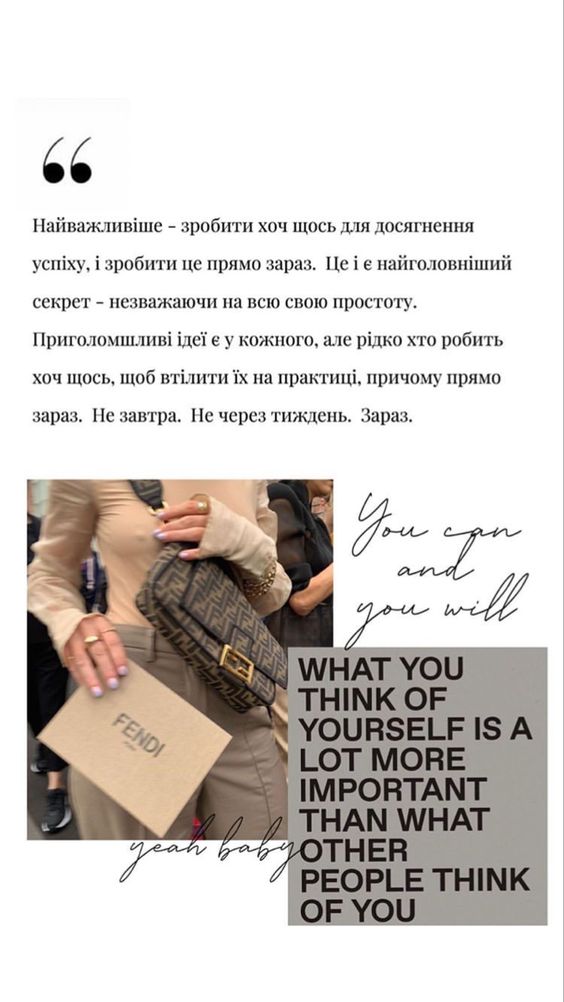 “
Найважливіше - зробити хоч щось для досягнення
успіху, і зробити це прямо зараз. Це і є найголовніший
секрет - незважаючи на всю свою простоту.
Приголомшливі ідеї є у кожного, але рідко хто робить
хоч щось, щоб втілити їх на практиці, причому прямо
зараз. Не завтра. Не через тиждень. Зараз.
You can
and
you will
FENDI
WHAT YOU
THINK OF
YOURSELF IS A
LOT MORE
IMPORTANT
THAN WHAT
OTHER
PEOPLE THINK
OF YOU
yeah baby